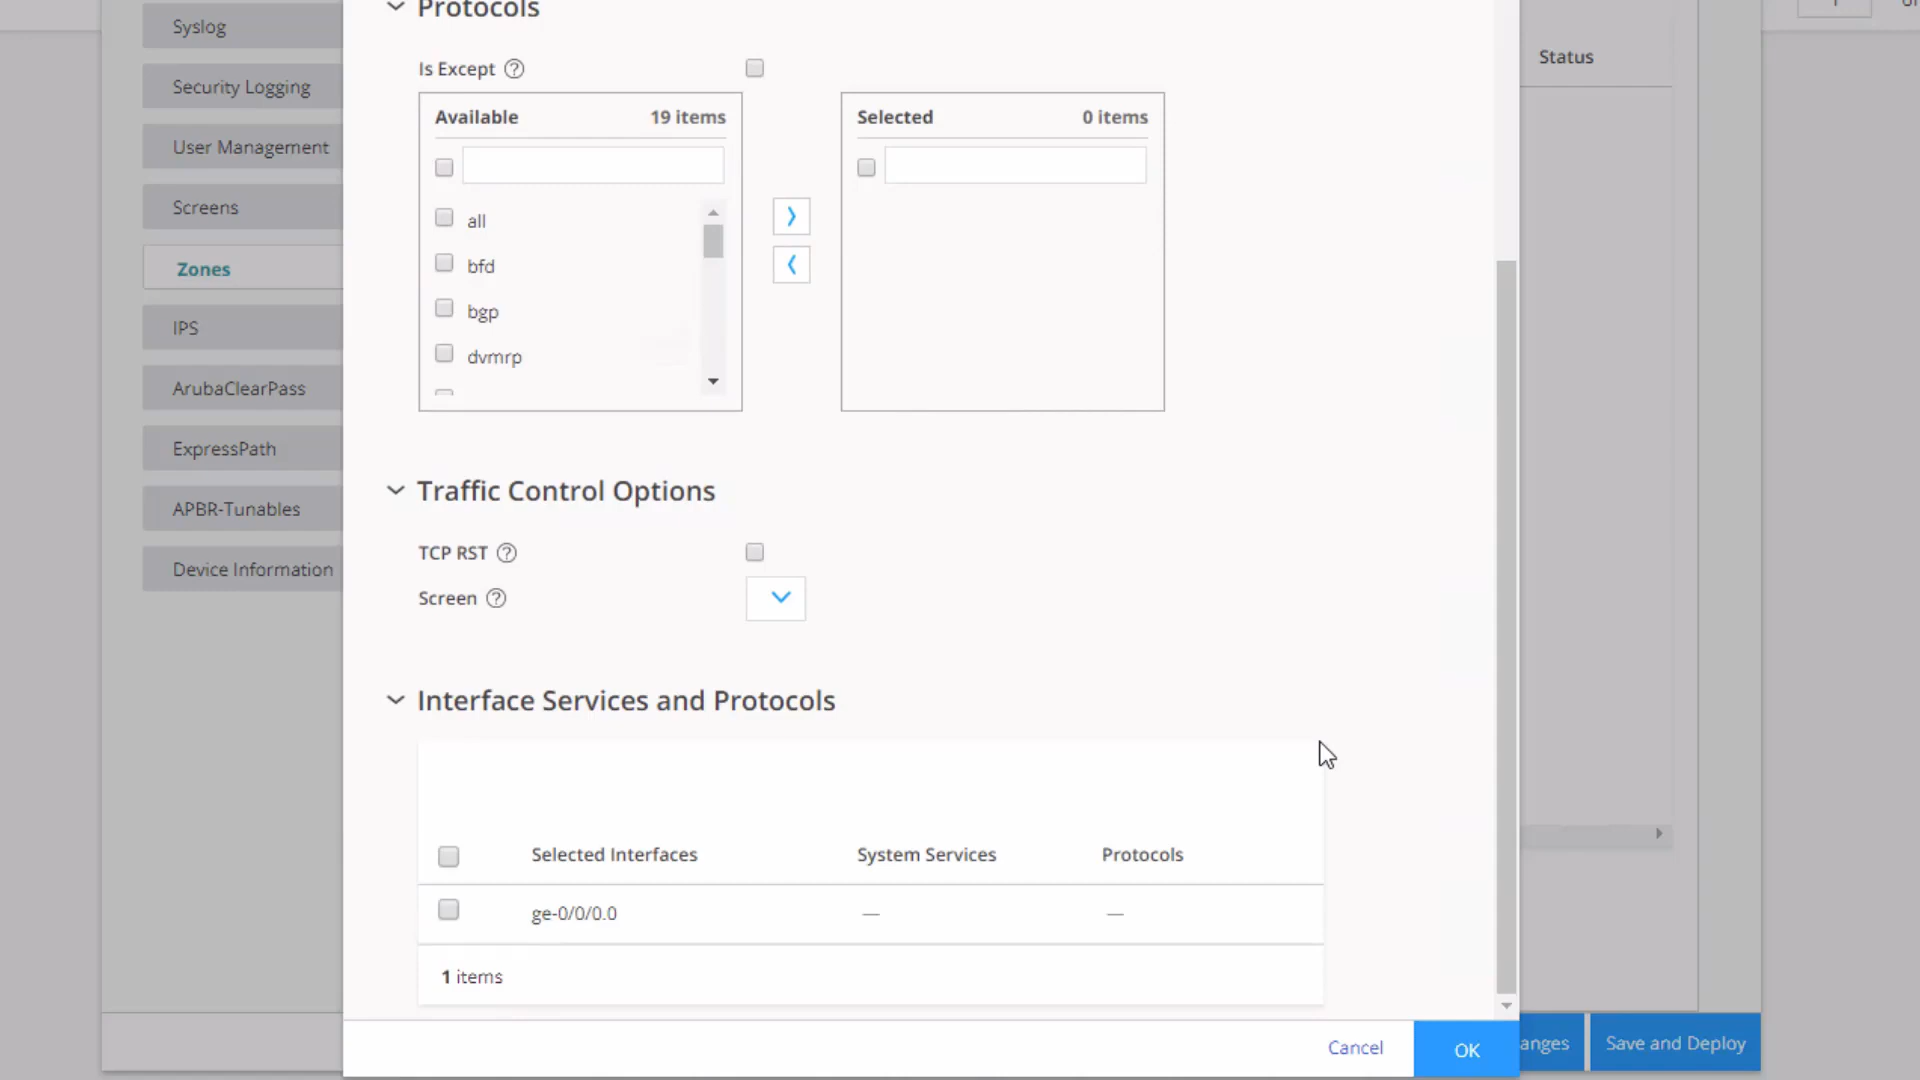 Protocols
Syslog
Status
Is Except
Security Logging
Available 19 items
Selected 0 items
User Management
all
Screens
bfd
Zones
bgp
IPS
dvmrp
ArubaClearPass
ExpressPath
Traffic Control Options
APBR-Tunables
TCP RST
Device Information
Screen
Interface Services and Protocols
Selected Interfaces System Services Protocols
ge-0/0/0.0 — —
1 items
Cancel
OK
anges
Save and Deploy